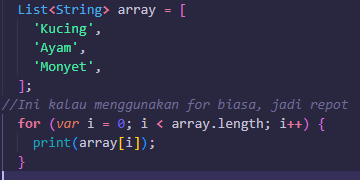 List<String> array = [
'Kucing',
'Ayam',
'Monyet',
];
//Ini kalau menggunakan for biasa, jadi repot
for (var i = 0; i < array.length; i++) {
print(array[i]);
}